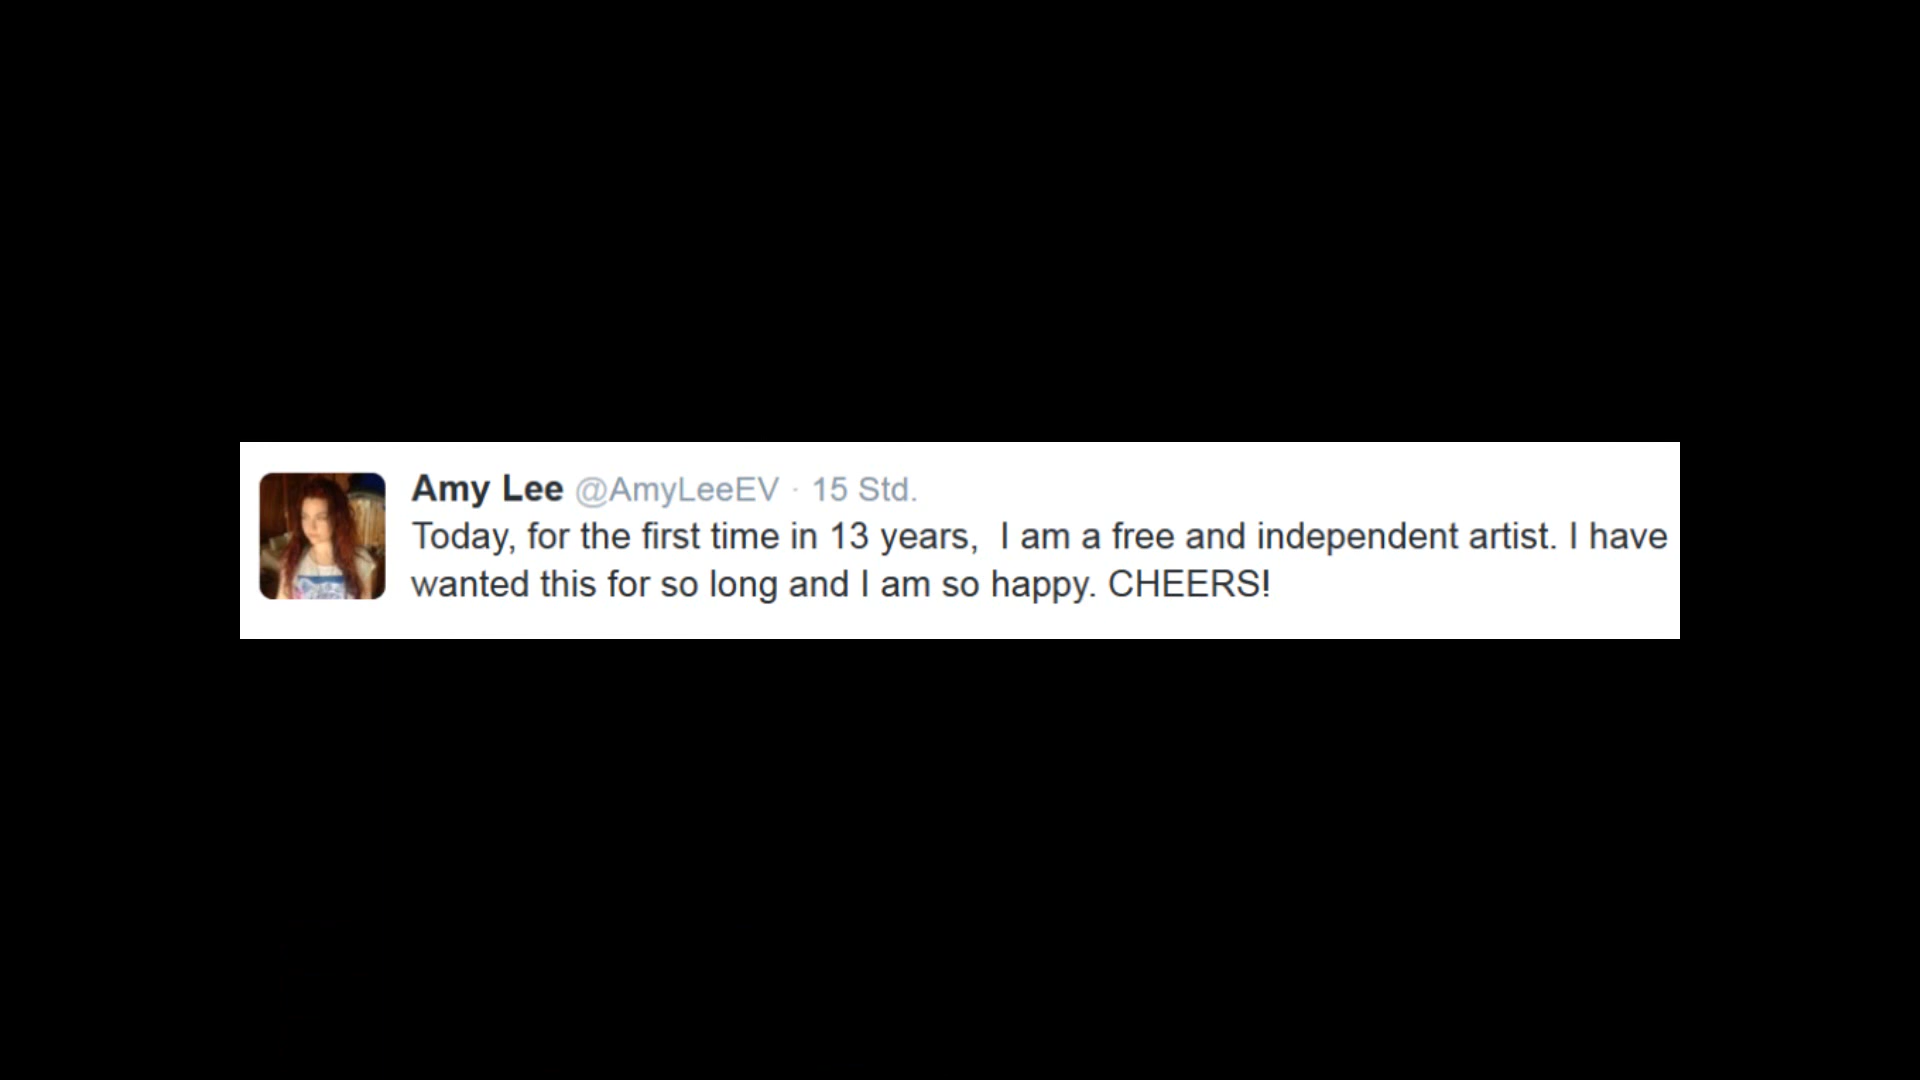 Amy Lee @AmyLeeEV · 15 Std.
Today, for the first time in 13 years,  I am a free and independent artist. I have
wanted this for so long and I am so happy. CHEERS!